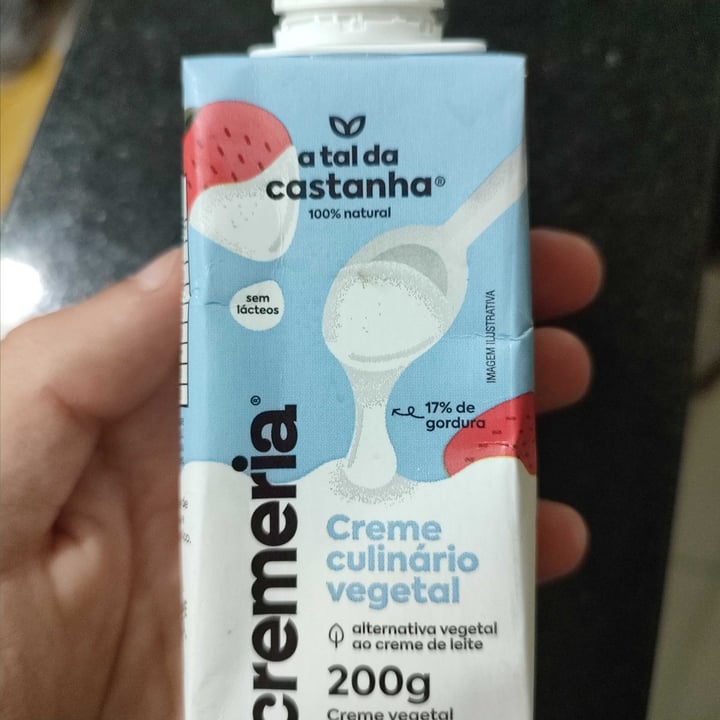 a tal da
castanha®
100% natural
sem
lácteos
IMAGEM ILUSTRATIVA
17% de
gordura
cremeria®
Creme
culinário
vegetal
alternativa vegetal
ao creme de leite
200g
Creme vegetal